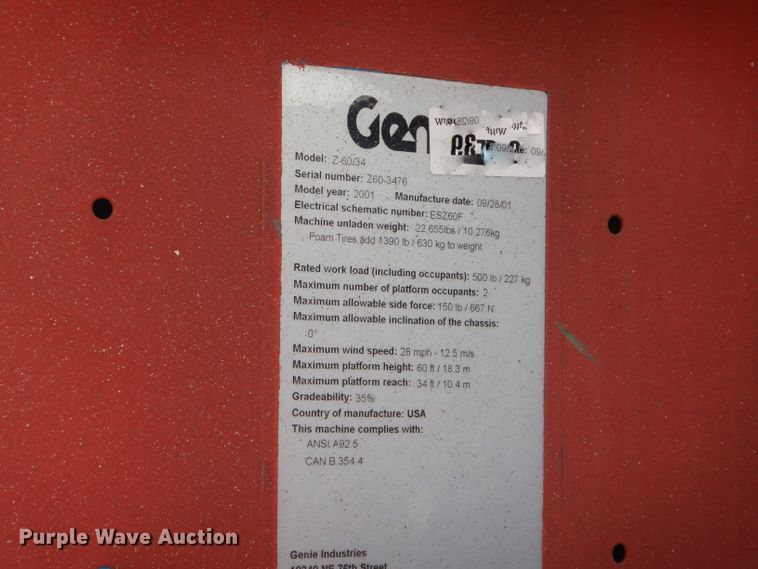 Gen
Model: Z-60/34
Serial number: Z60-3476
Model year: 2001 Manufacture date: 09/28/01
Electrical schematic number: ESZ60F
Machine unladen weight: 22,655lbs / 10,276kg
Foam Tires add 1390 lb / 630 kg to weight
Rated work load (including occupants): 500 lb / 227 kg
Maximum number of platform occupants: 2
Maximum allowable side force: 150 lb / 667 N
Maximum allowable inclination of the chassis:
0°
Maximum wind speed: 28 mph - 12.5 m/s
Maximum platform height: 60 ft / 18.3 m
Maximum platform reach: 34 ft / 10.4 m
Gradeability: 35%
Country of manufacture: USA
This machine complies with:
ANSI A92.5
CAN B.354.4
Genie Industries
Purple Wave Auction